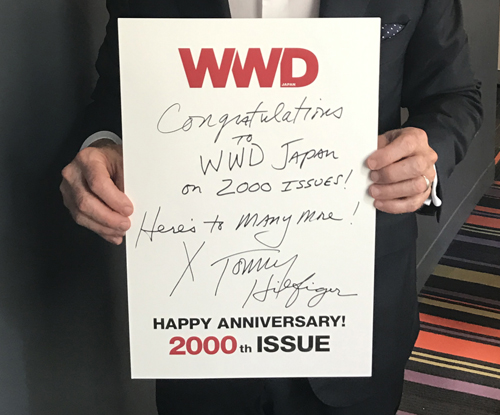 WWD
JAPAN
Congratulations
TO
WWD JAPAN
on 2000 ISSUES!
Here's to MANY MORE!
X Tommy
Hilfiger
HAPPY ANNIVERSARY!
2000th ISSUE